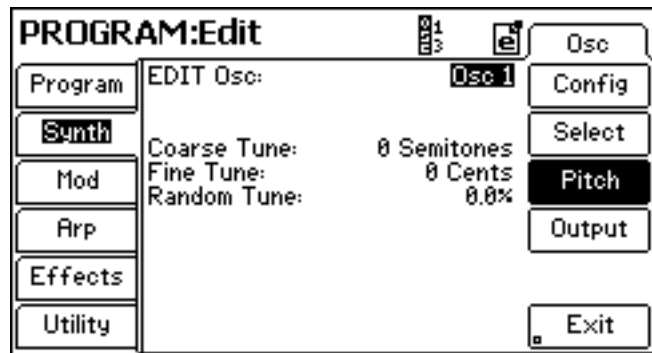 PROGRAM:Edit
Osc
Program
Synth
Mod
Arp
Effects
Utility
EDIT Osc: Osc 1
Coarse Tune: 0 Semitones
Fine Tune: 0 Cents
Random Tune: 0.0%
Config
Select
Pitch
Output
Exit